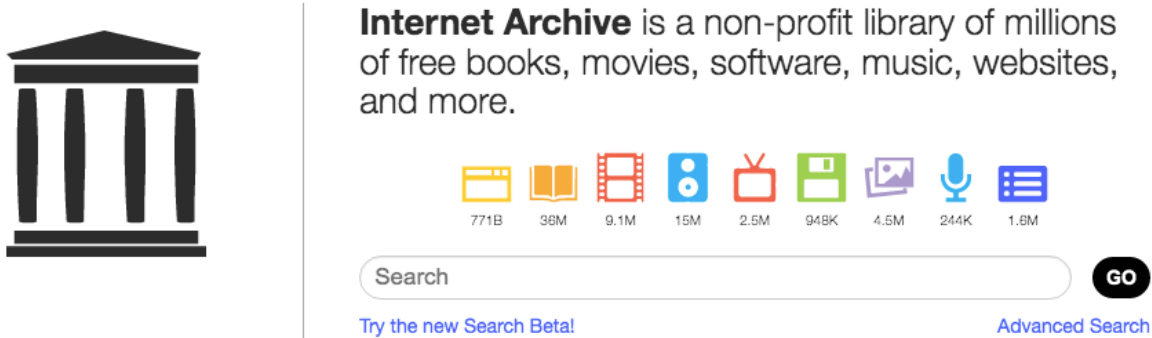 Internet Archive is a non-profit library of millions
of free books, movies, software, music, websites,
and more.
771B 36M 9.1M 15M 2.5M 948K 4.5M 244K 1.6M
Search GO
Try the new Search Beta! Advanced Search